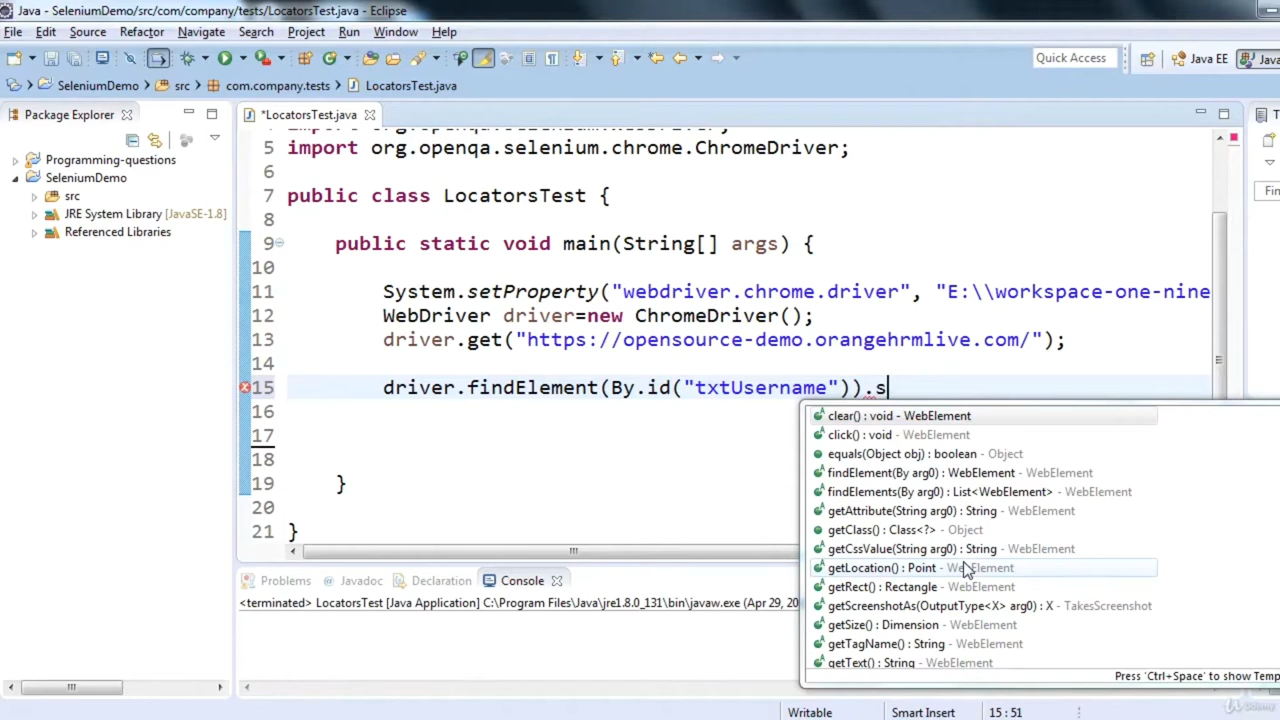 Java - SeleniumDemo/src/com/company/tests/LocatorsTest.java - Eclipse
File Edit Source Refactor Navigate Search Project Run Window Help
Quick Access
Java EE
Java
SeleniumDemo
src
com.company.tests
LocatorsTest.java
Package Explorer
Programming-questions
SeleniumDemo
src
JRE System Library [JavaSE-1.8]
Referenced Libraries
*LocatorsTest.java
5 import org.openqa.selenium.chrome.ChromeDriver;
6
7 public class LocatorsTest {
8
9 public static void main(String[] args) {
10
11 System.setProperty("webdriver.chrome.driver", "E:\\workspace-one-nine
12 WebDriver driver=new ChromeDriver();
13 driver.get("https://opensource-demo.orangehrmlive.com/");
14
15 driver.findElement(By.id("txtUsername")).s
16
17
18
19 }
20
21 }
clear() : void - WebElement
click() : void - WebElement
equals(Object obj) : boolean - Object
findElement(By arg0) : WebElement - WebElement
findElements(By arg0) : List<WebElement> - WebElement
getAttribute(String arg0) : String - WebElement
getClass() : Class<?> - Object
getCssValue(String arg0) : String - WebElement
getLocation() : Point - WebElement
getRect() : Rectangle - WebElement
getScreenshotAs(OutputType<X> arg0) : X - TakesScreenshot
getSize() : Dimension - WebElement
getTagName() : String - WebElement
getText() : String - WebElement
Press 'Ctrl+Space' to show Temp
Problems
Javadoc
Declaration
Console
<terminated> LocatorsTest [Java Application] C:\Program Files\Java\jre1.8.0_131\bin\javaw.exe (Apr 29, 20
Writable
Smart Insert
15 : 51